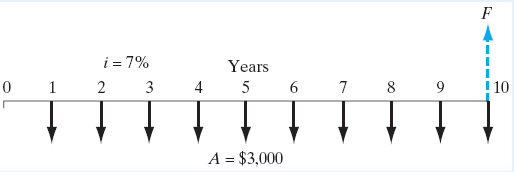 F
i = 7%
Years
0 1 2 3 4 5 6 7 8 9 10
A = $3,000